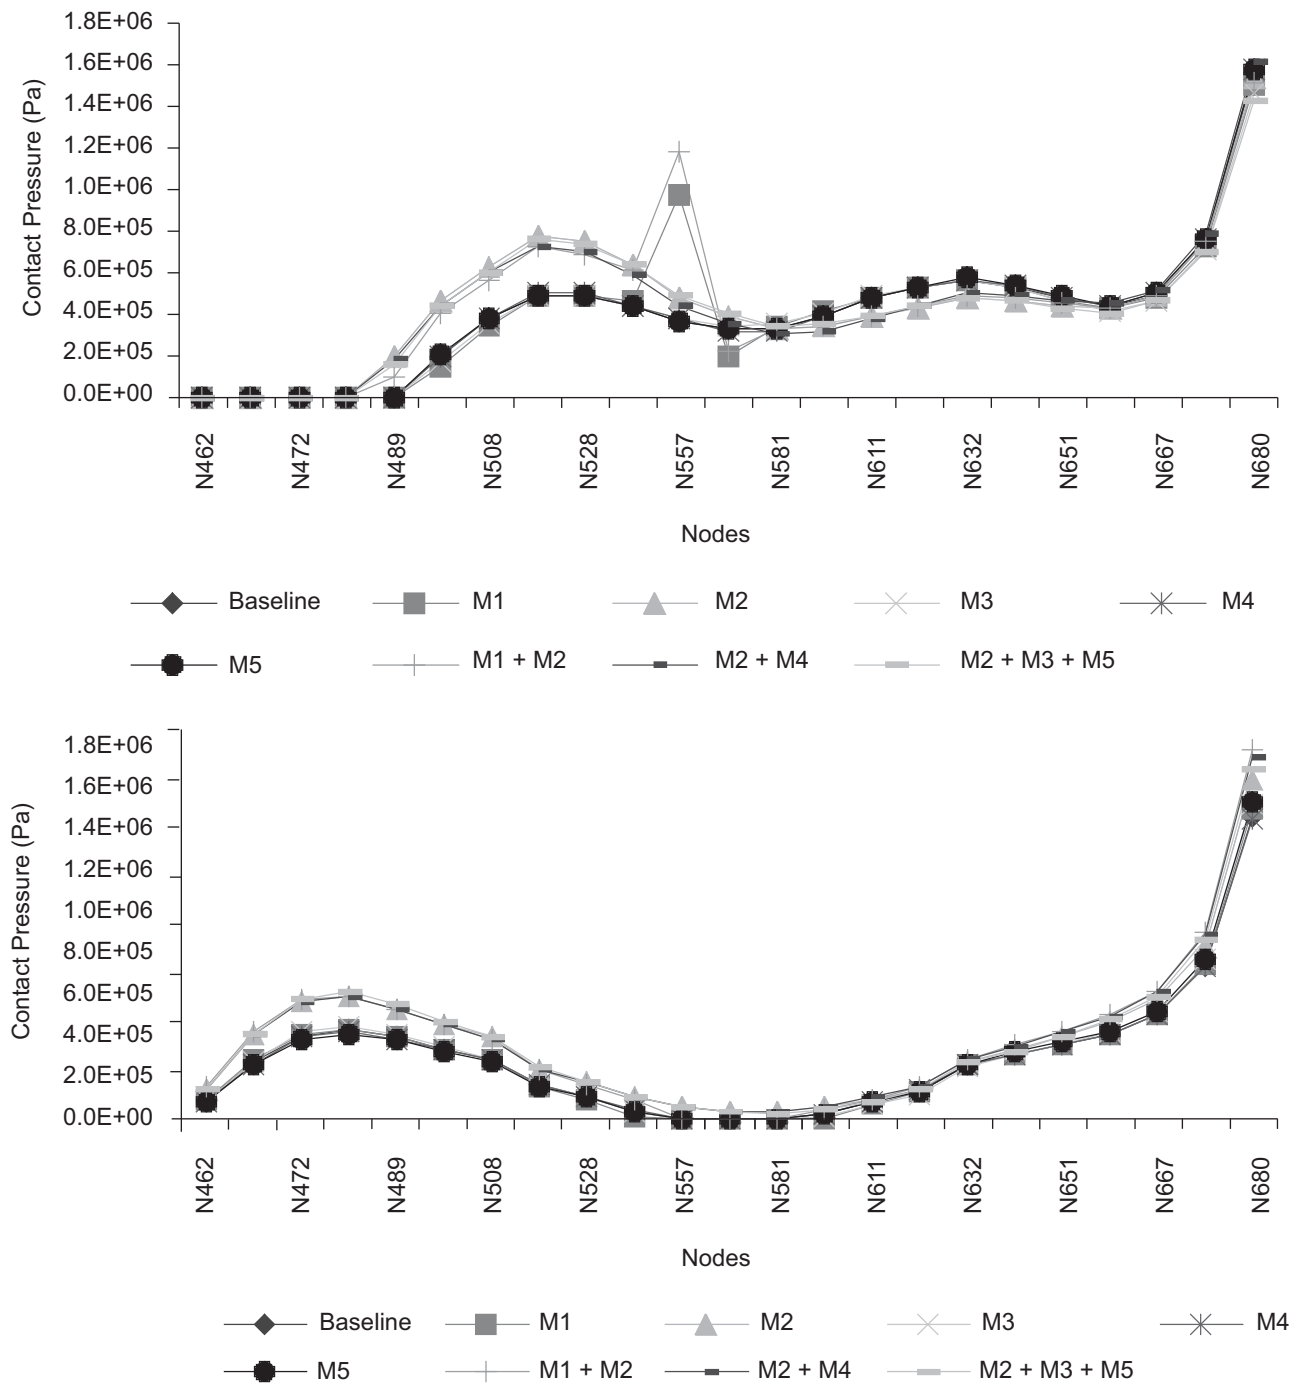 Contact Pressure (Pa)
1.8E+06
1.6E+06
1.4E+06
1.2E+06
1.0E+06
8.0E+05
6.0E+05
4.0E+05
2.0E+05
0.0E+00
N462
N472
N489
N508
N528
N557
N581
N611
N632
N651
N667
N680
Nodes
Baseline M1 M2 M3 M4
M5 M1 + M2 M2 + M4 M2 + M3 + M5
Contact Pressure (Pa)
1.8E+06
1.6E+06
1.4E+06
1.2E+06
1.0E+06
8.0E+05
6.0E+05
4.0E+05
2.0E+05
0.0E+00
N462
N472
N489
N508
N528
N557
N581
N611
N632
N651
N667
N680
Nodes
Baseline M1 M2 M3 M4
M5 M1 + M2 M2 + M4 M2 + M3 + M5